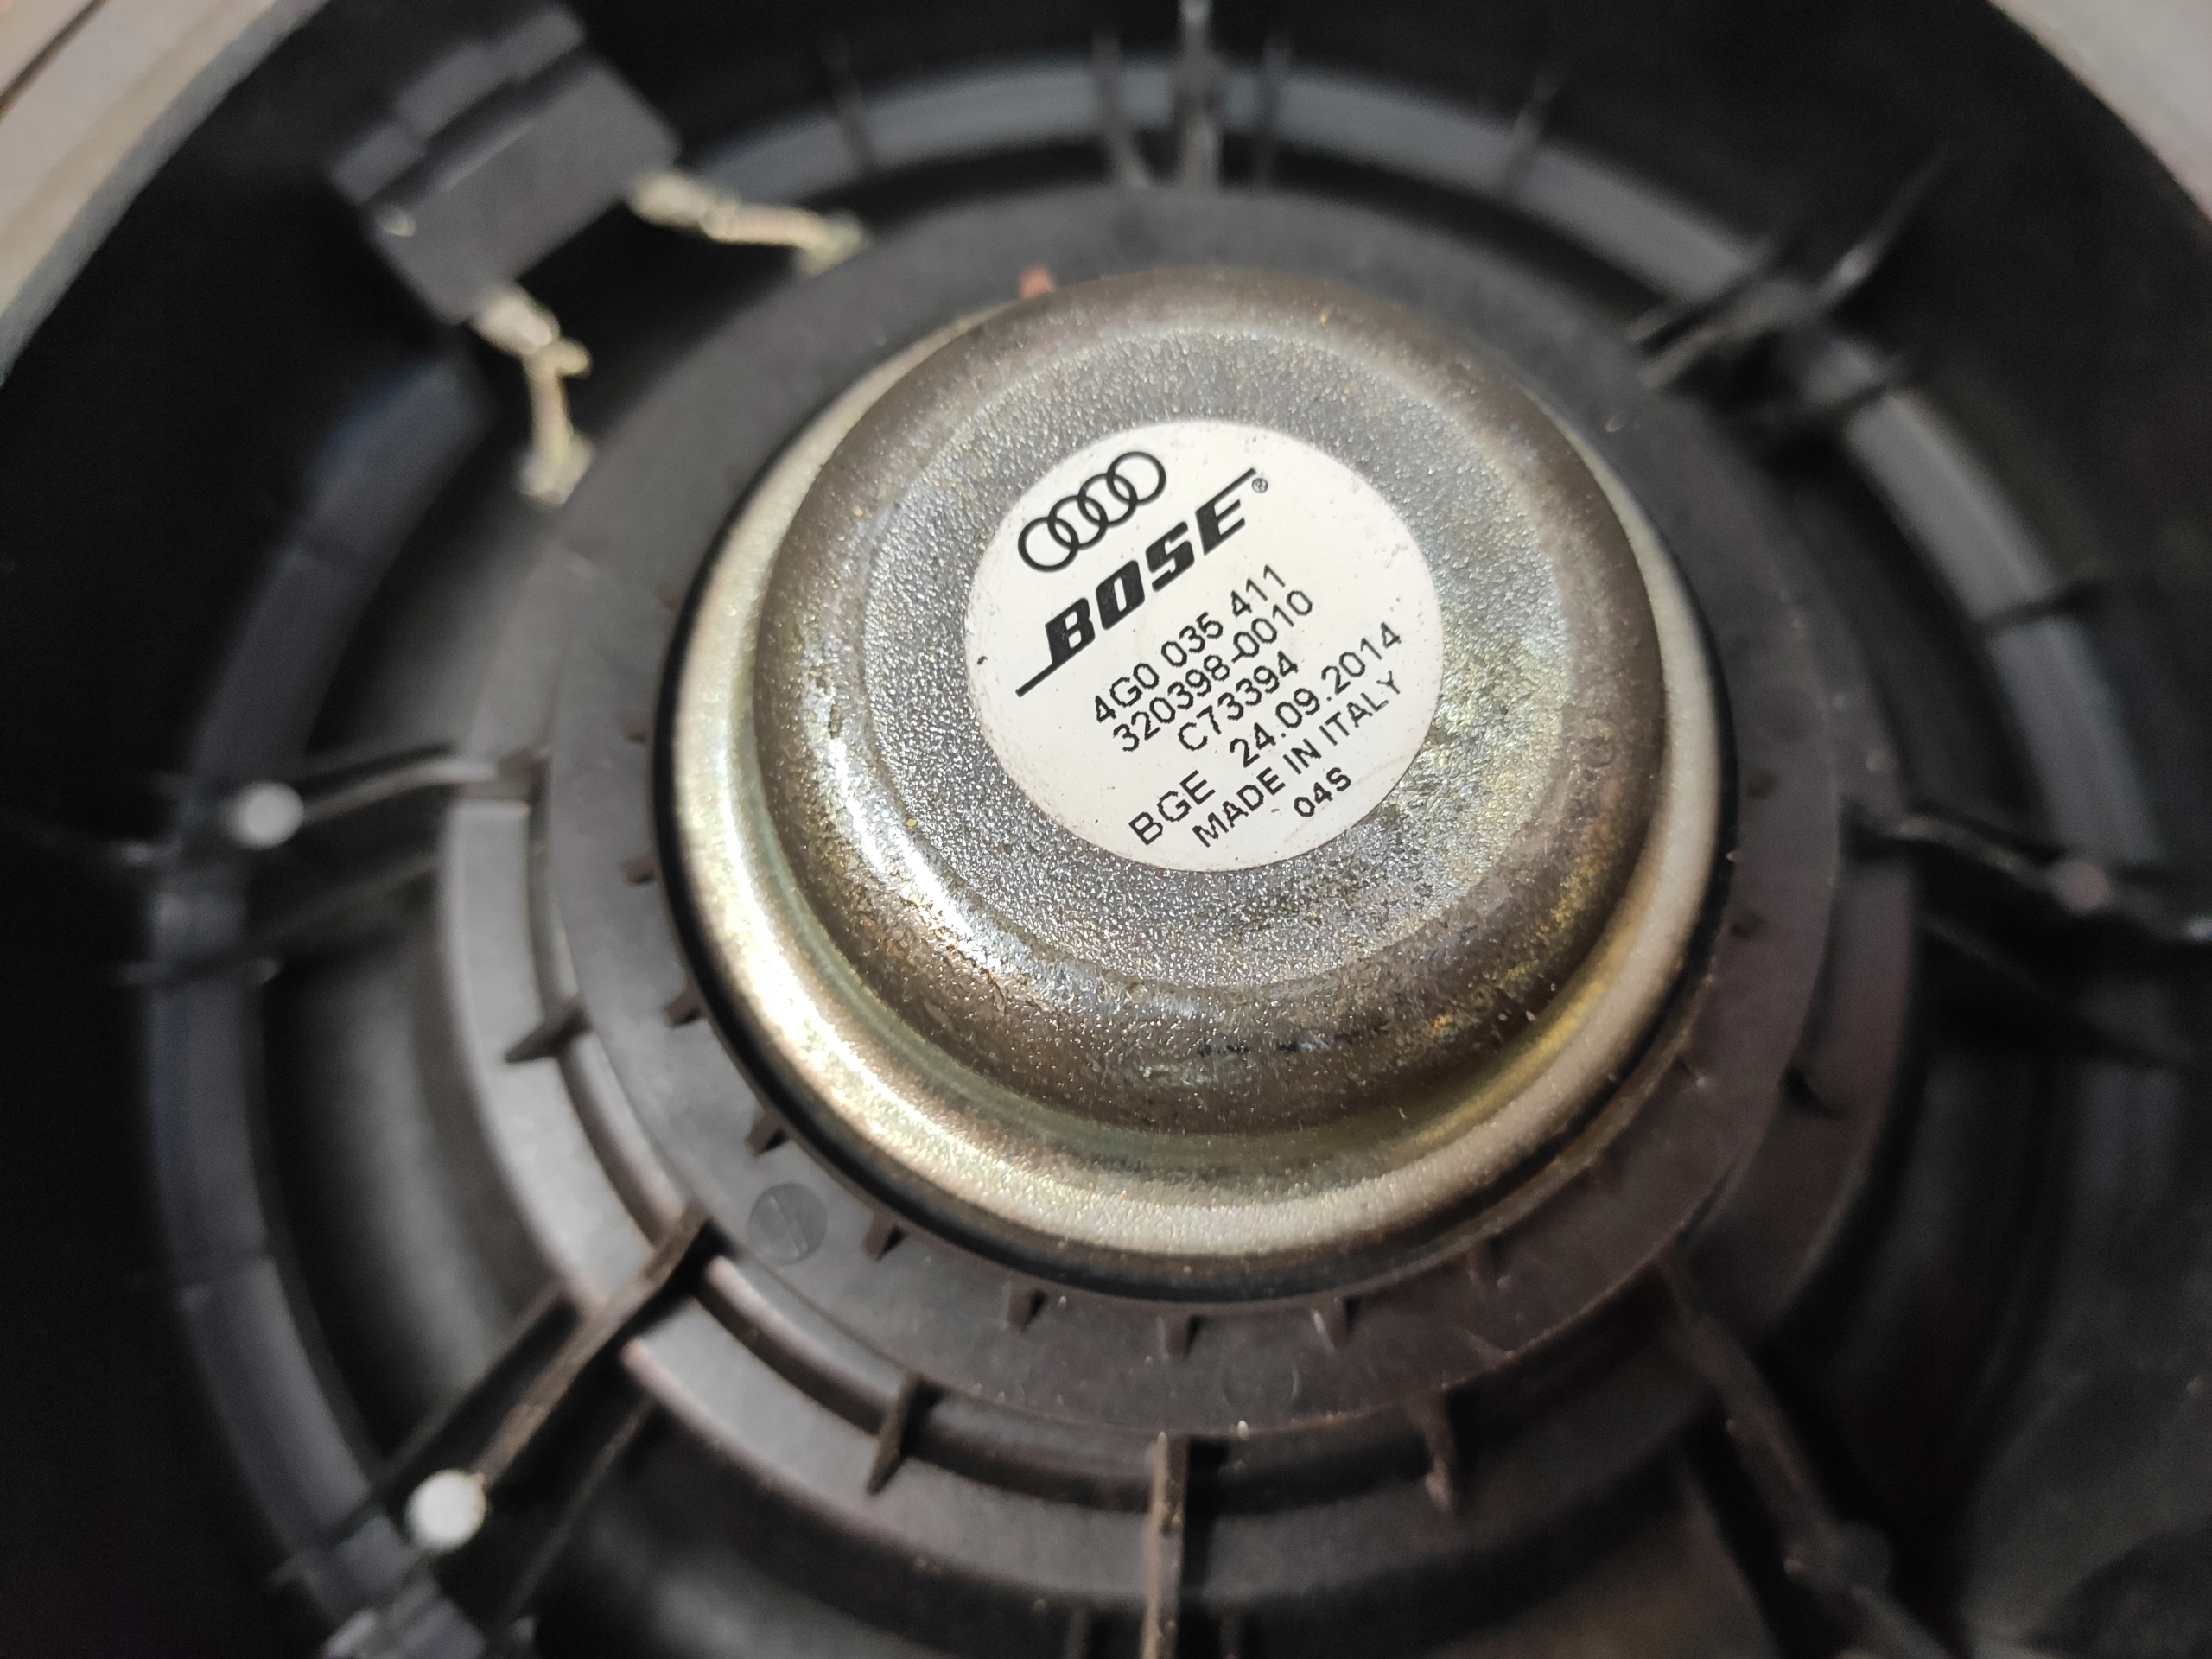 BOSE®
4G0 035 411
320398-0010
C73394
BGE 24.09.2014
MADE IN ITALY
04S